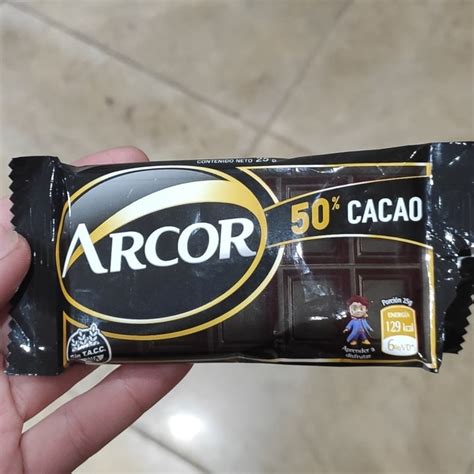 CONTENIDO NETO 25 g.
ARCOR
50% CACAO
Porción 25g
ENERGÍA
129 kcal
6%VD*
Aprender a
disfrutar
Sin T.A.C.C.